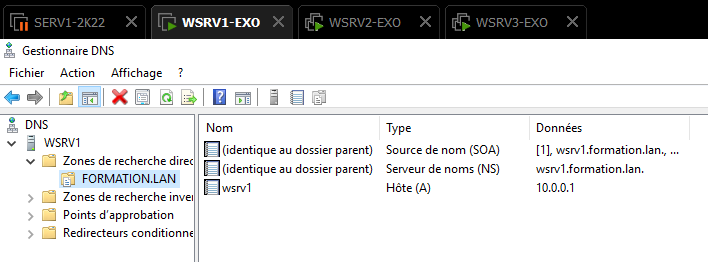 SERV1-2K22 WSRV1-EXO WSRV2-EXO WSRV3-EXO
Gestionnaire DNS
Fichier Action Affichage ?
DNS
WSRV1
Zones de recherche direc
FORMATION.LAN
Zones de recherche inver
Points d'approbation
Redirecteurs conditionne
Nom Type Données
(identique au dossier parent) Source de nom (SOA) [1], wsrv1.formation.lan., ...
(identique au dossier parent) Serveur de noms (NS) wsrv1.formation.lan.
wsrv1 Hôte (A) 10.0.0.1